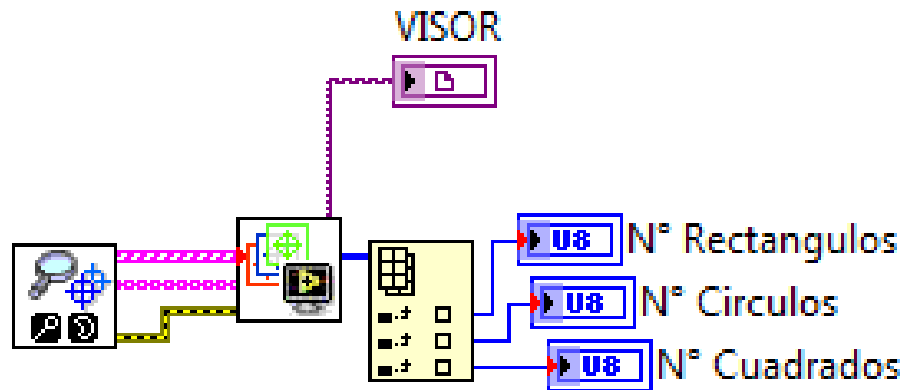 VISOR
U8 N° Rectangulos
U8 N° Circulos
U8 N° Cuadrados